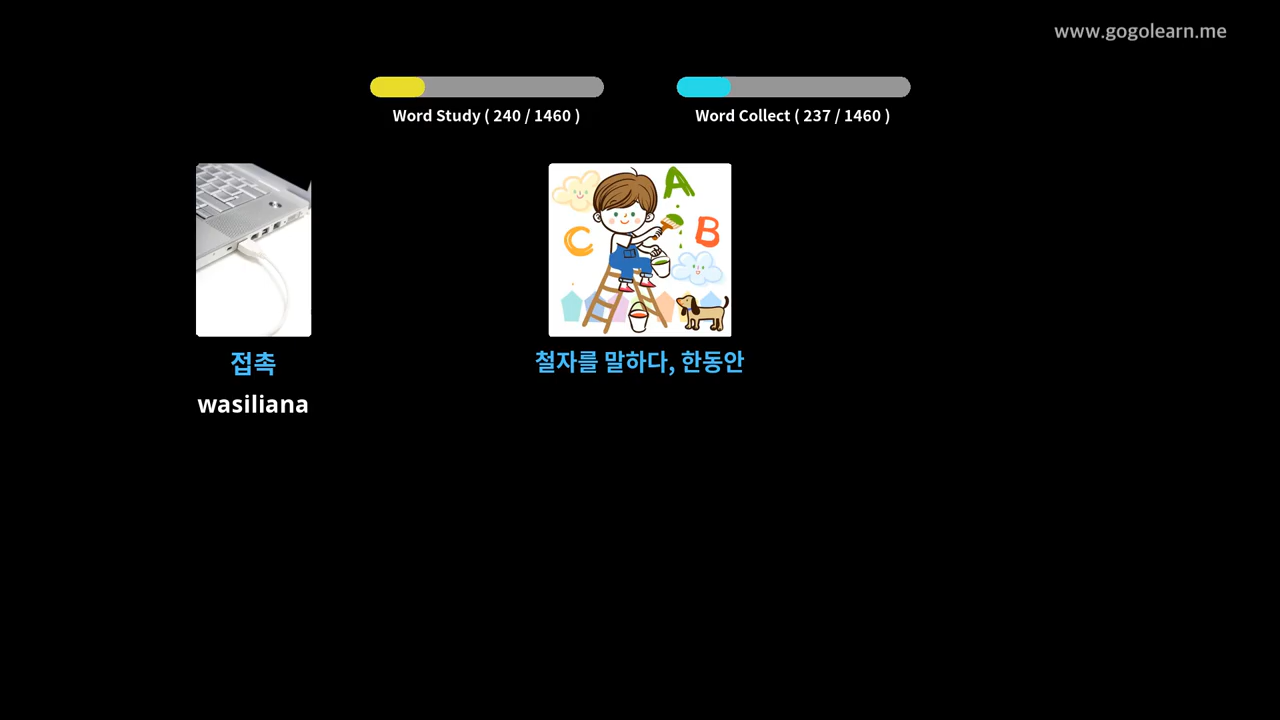 www.gogolearn.me
Word Study ( 240 / 1460 )
Word Collect ( 237 / 1460 )
A
B
C
접촉
wasiliana
철자를 말하다, 한동안